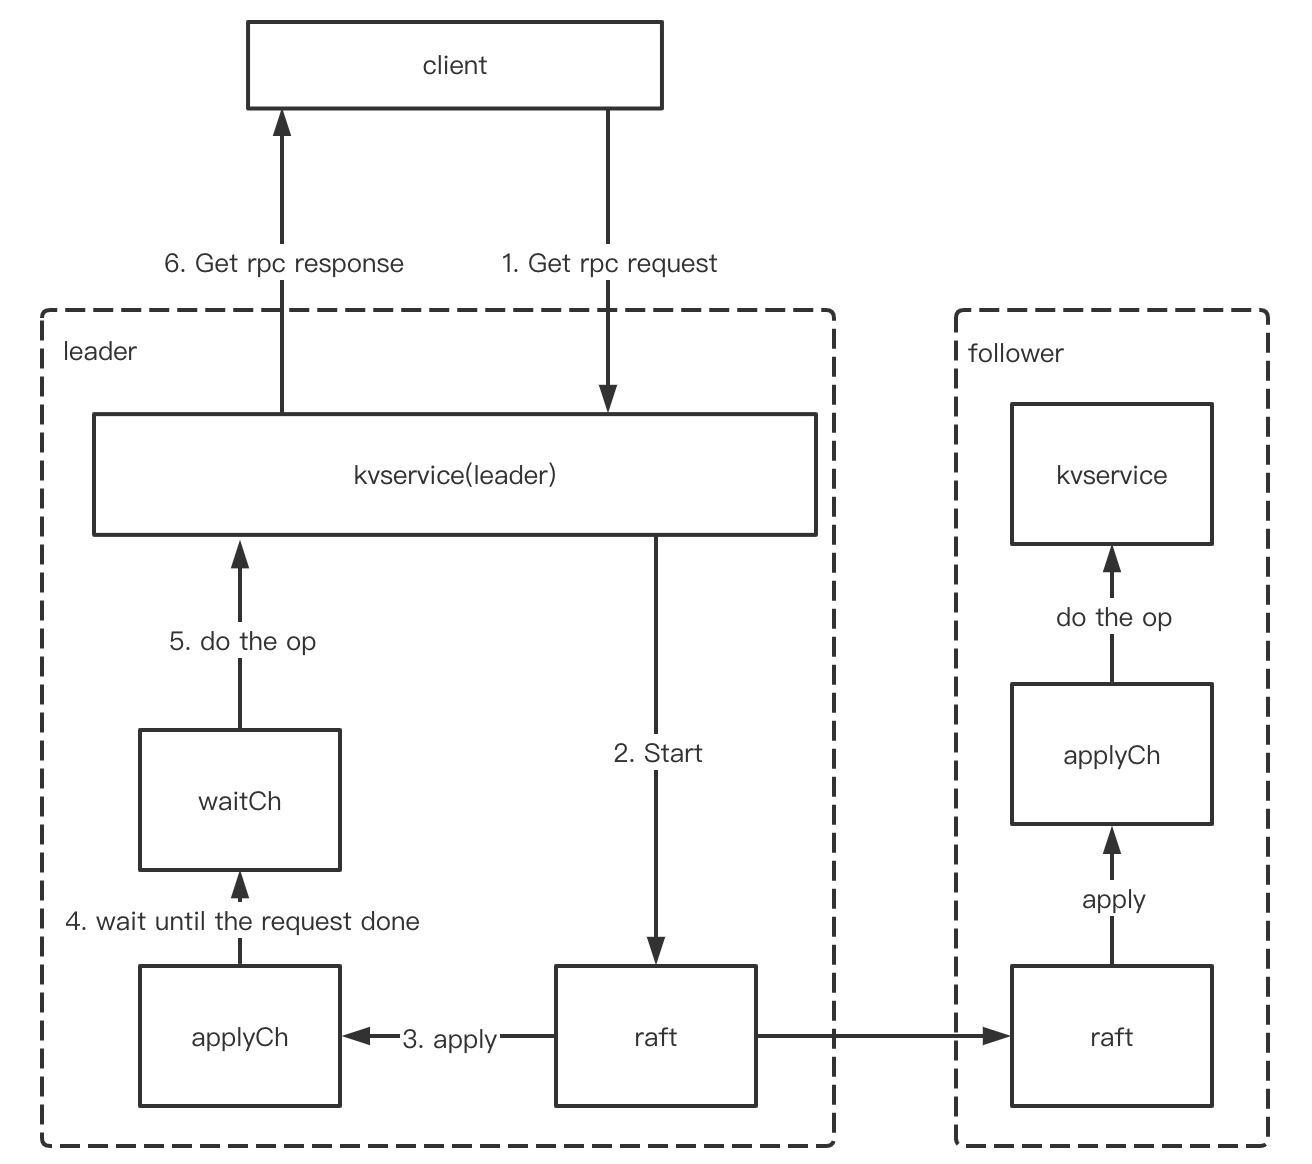 client
6. Get rpc response
1. Get rpc request
leader
follower
kvservice(leader)
kvservice
5. do the op
do the op
2. Start
applyCh
waitCh
apply
4. wait until the request done
applyCh
3. apply
raft
raft